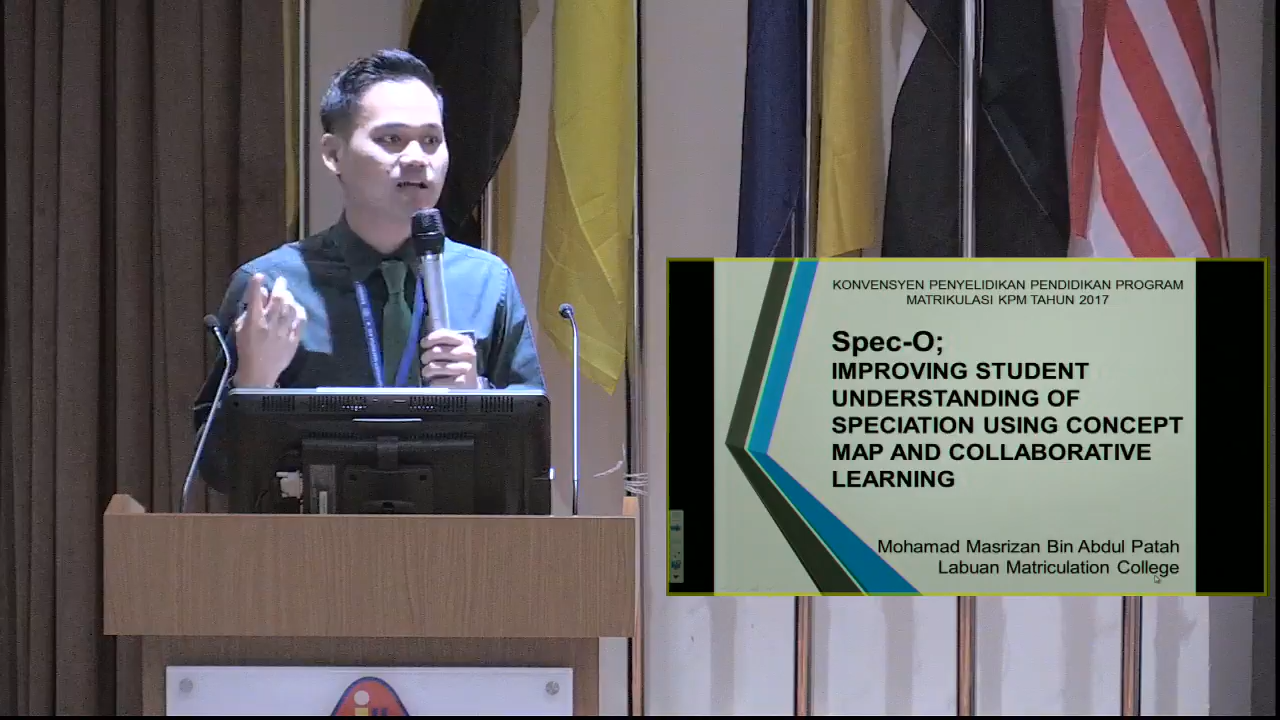 KONVENSYEN PENYELIDIKAN PENDIDIKAN PROGRAM
MATRIKULASI KPM TAHUN 2017
Spec-O;
IMPROVING STUDENT
UNDERSTANDING OF
SPECIATION USING CONCEPT
MAP AND COLLABORATIVE
LEARNING
Mohamad Masrizan Bin Abdul Patah
Labuan Matriculation College